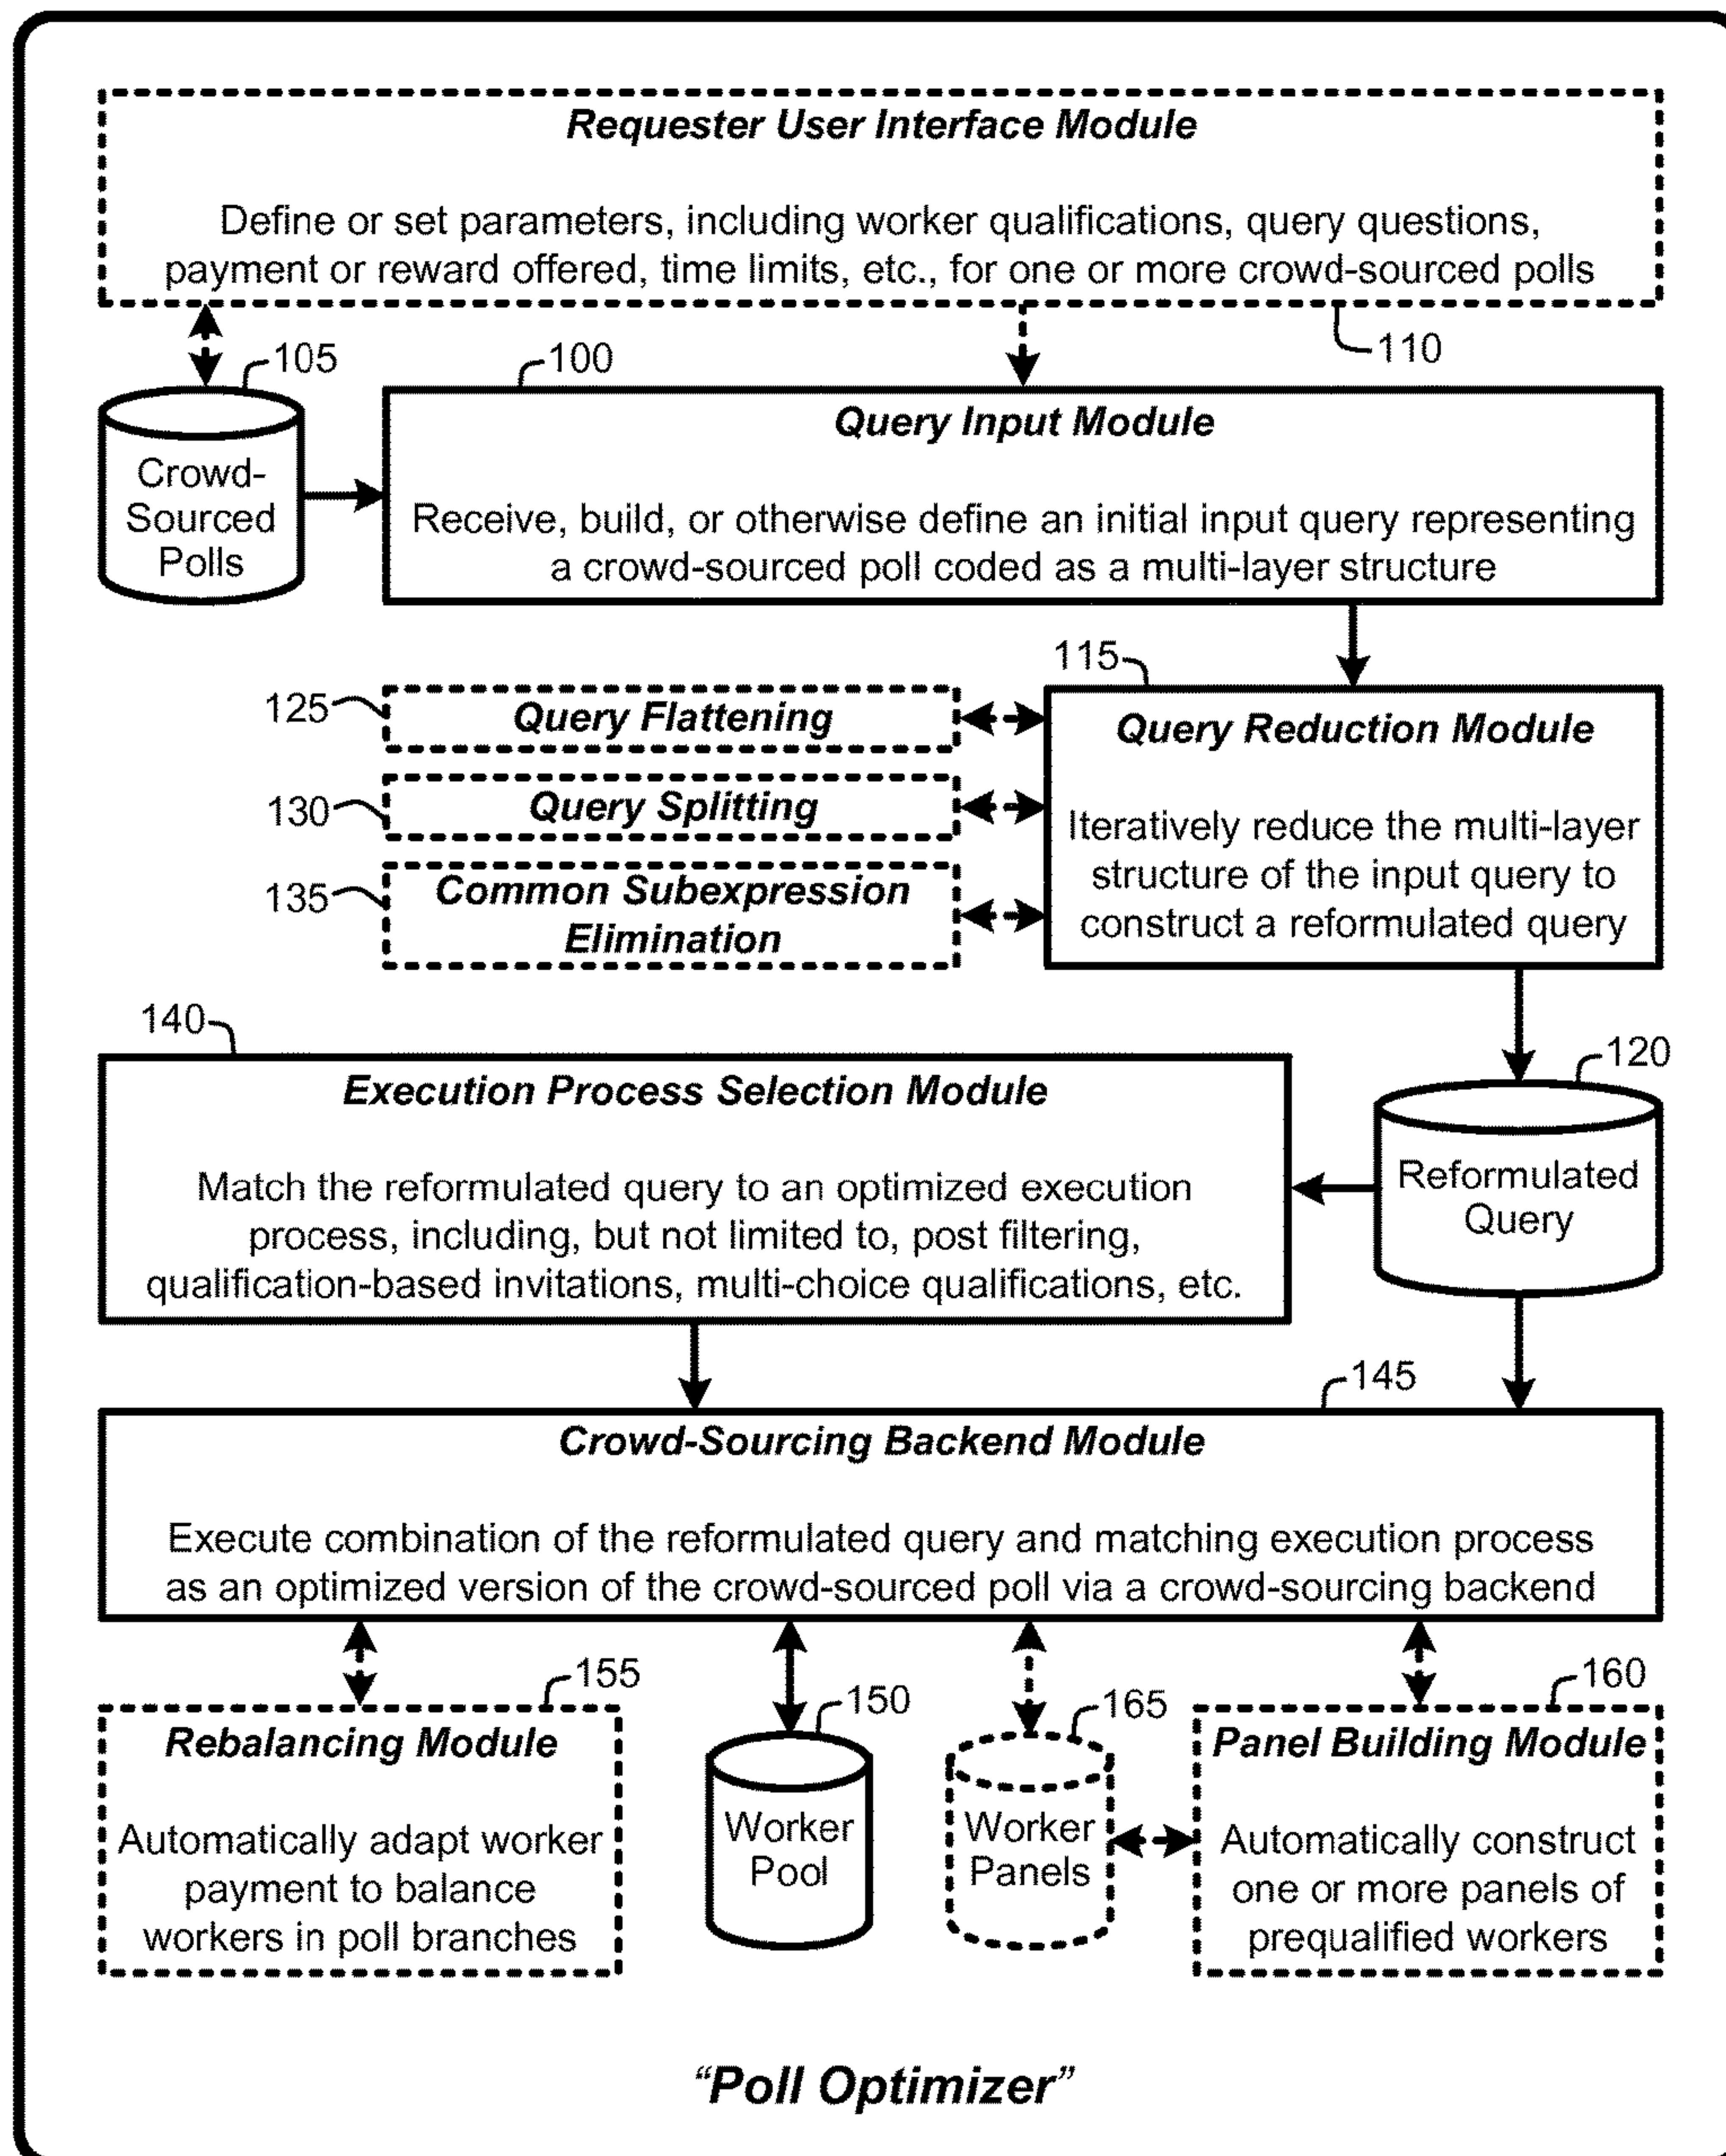 Requester User Interface Module
Define or set parameters, including worker qualifications, query questions,
payment or reward offered, time limits, etc., for one or more crowd-sourced polls
110
105
Crowd-
Sourced
Polls
100
Query Input Module
Receive, build, or otherwise define an initial input query representing
a crowd-sourced poll coded as a multi-layer structure
115
Query Reduction Module
Iteratively reduce the multi-layer
structure of the input query to
construct a reformulated query
125
Query Flattening
130
Query Splitting
135
Common Subexpression
Elimination
140
Execution Process Selection Module
Match the reformulated query to an optimized execution
process, including, but not limited to, post filtering,
qualification-based invitations, multi-choice qualifications, etc.
120
Reformulated
Query
145
Crowd-Sourcing Backend Module
Execute combination of the reformulated query and matching execution process
as an optimized version of the crowd-sourced poll via a crowd-sourcing backend
155
Rebalancing Module
Automatically adapt worker
payment to balance
workers in poll branches
150
Worker
Pool
165
Worker
Panels
160
Panel Building Module
Automatically construct
one or more panels of
prequalified workers
“Poll Optimizer”